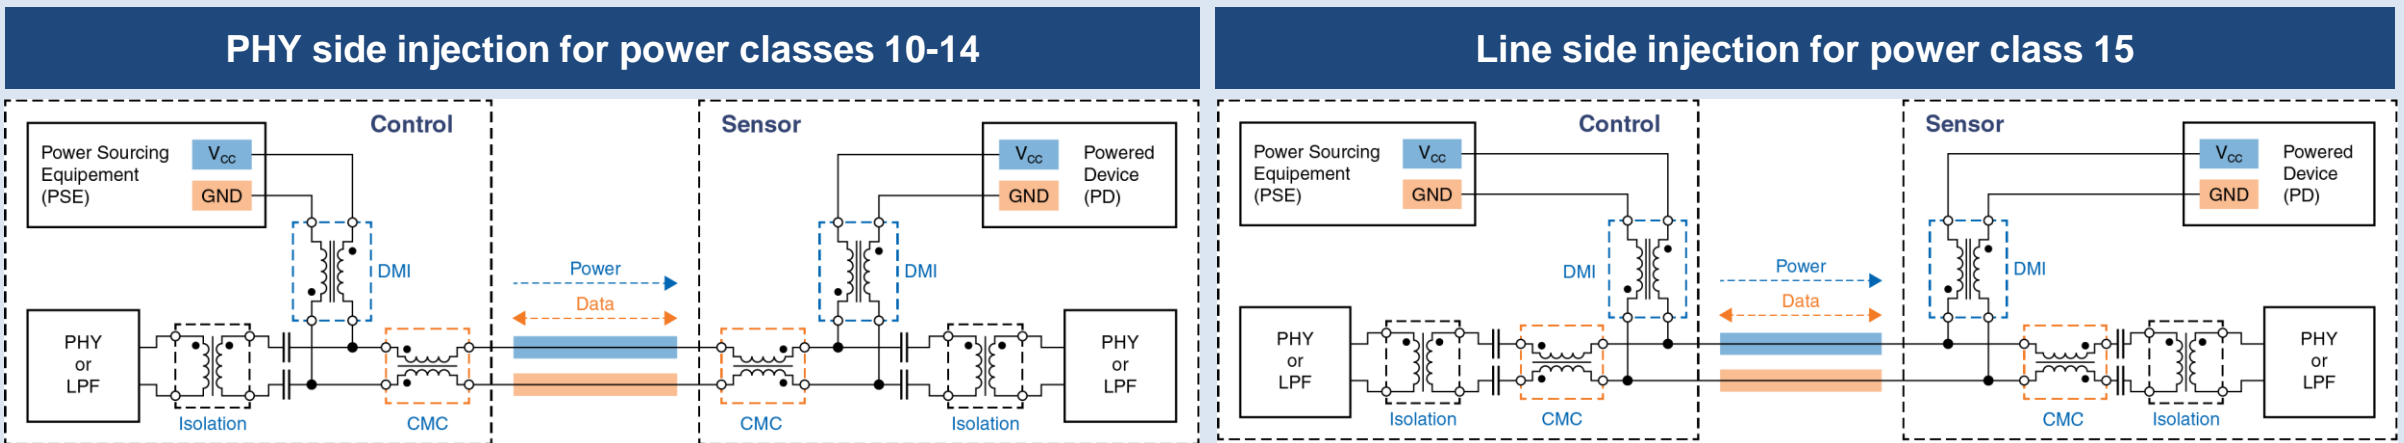 PHY side injection for power classes 10-14
Control
Power Sourcing
Equipement
(PSE)
VCC
GND
DMI
PHY
or
LPF
Isolation
CMC
Power
Data
Sensor
VCC
GND
Powered
Device
(PD)
DMI
CMC
Isolation
PHY
or
LPF
Line side injection for power class 15
Control
Power Sourcing
Equipement
(PSE)
VCC
GND
DMI
PHY
or
LPF
Isolation
CMC
Power
Data
Sensor
VCC
GND
Powered
Device
(PD)
DMI
CMC
Isolation
PHY
or
LPF